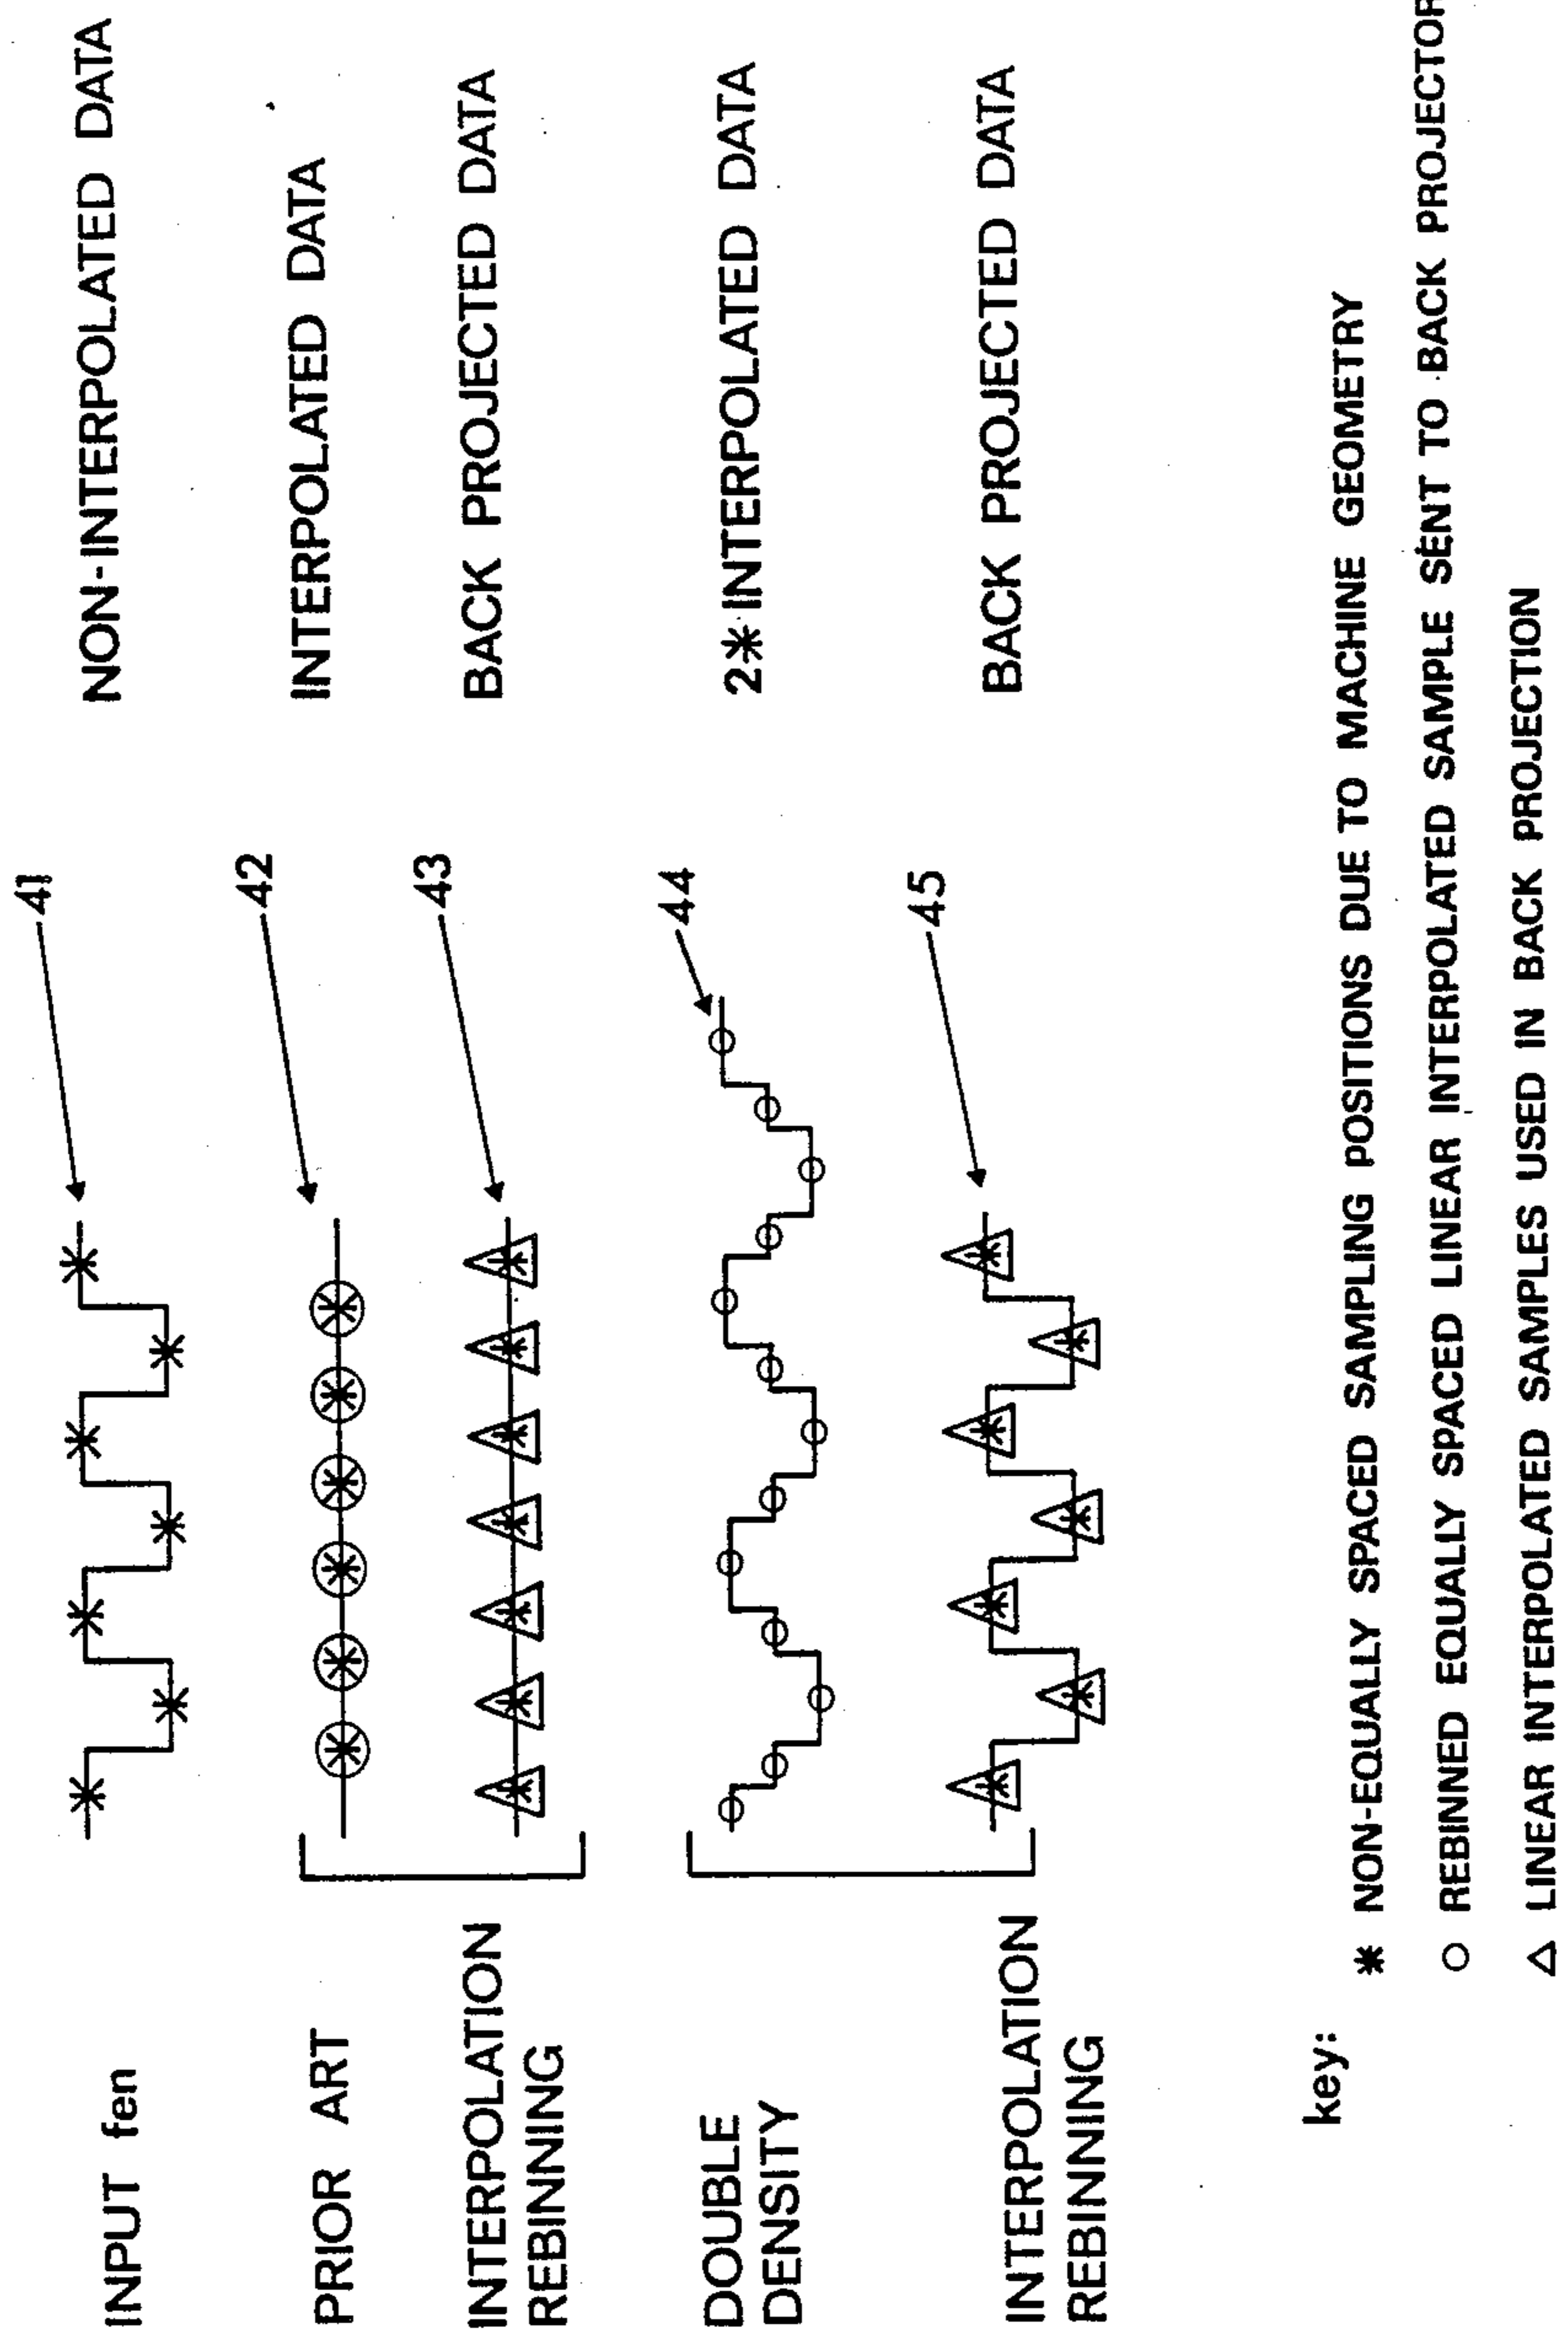 INPUT fen
41
NON-INTERPOLATED DATA
PRIOR ART
42
INTERPOLATED DATA
INTERPOLATION
REBINNING
43
BACK PROJECTED DATA
DOUBLE
DENSITY
44
2* INTERPOLATED DATA
INTERPOLATION
REBINNING
45
BACK PROJECTED DATA
key:
* NON-EQUALLY SPACED SAMPLING POSITIONS DUE TO MACHINE GEOMETRY
○ REBINNED EQUALLY SPACED LINEAR INTERPOLATED SAMPLE SENT TO BACK PROJECTOR
△ LINEAR INTERPOLATED SAMPLES USED IN BACK PROJECTION